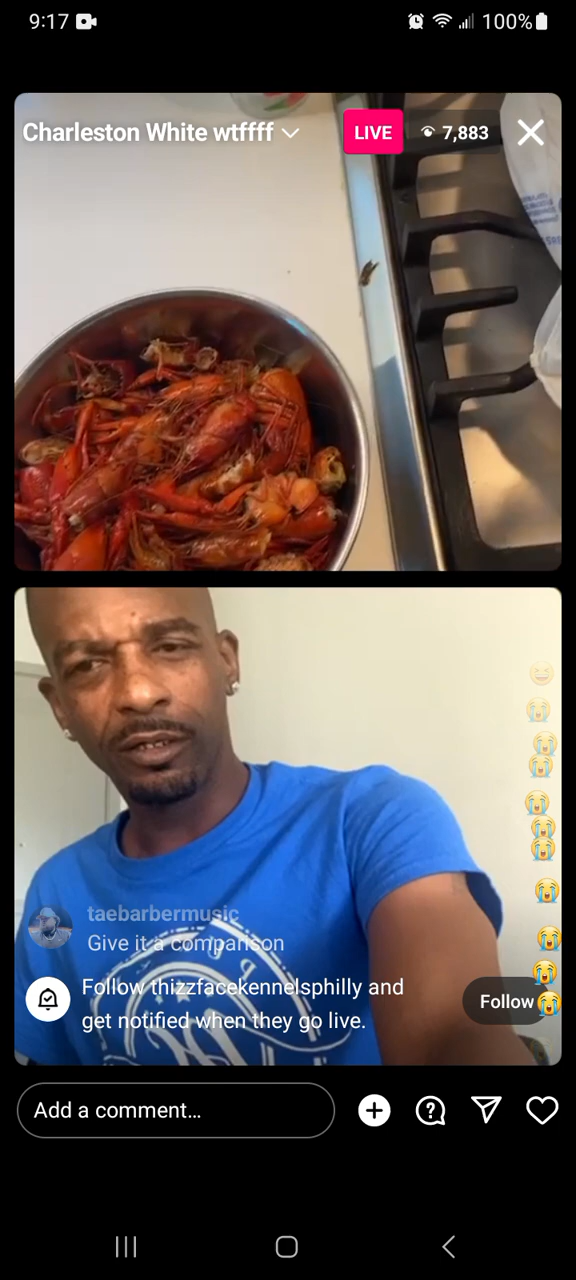 9:17
100%
Charleston White wtffff
LIVE
7,883
taebarbermusic
Give it a comparison
Follow thizzfacekennelsphilly and
get notified when they go live.
Follow
Add a comment...